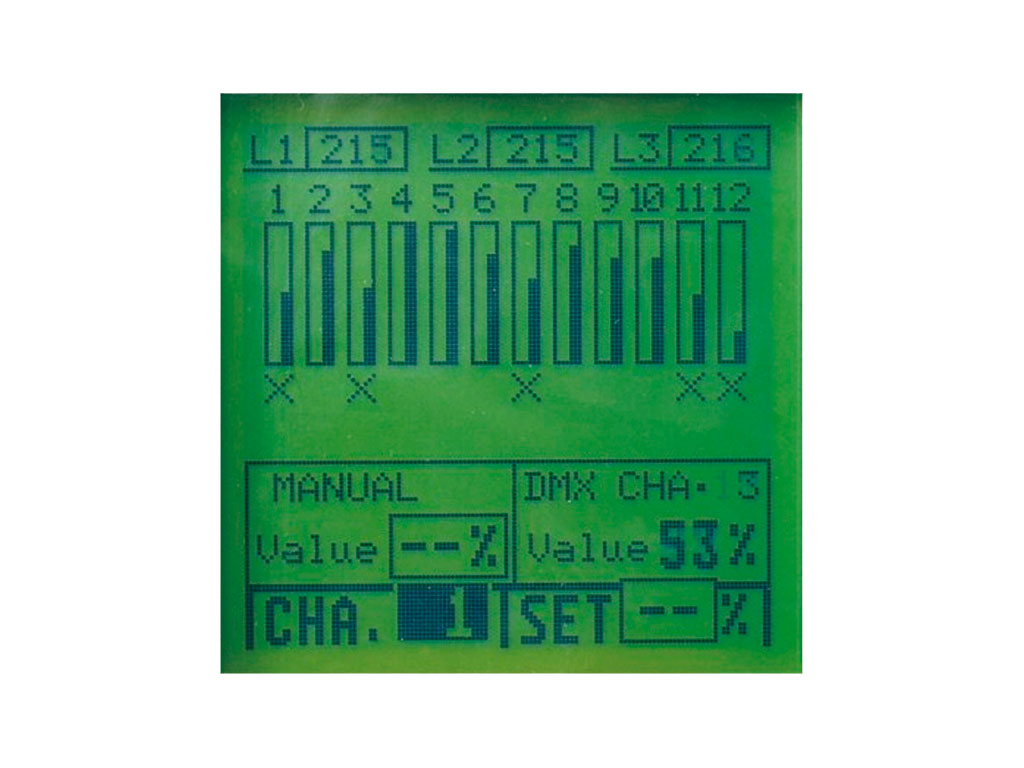 L1 215 L2 215 L3 216
1 2 3 4 5 6 7 8 9 10 11 12
X X X X X
MANUAL DMX CHA. 3
Value --% Value 53%
CHA. 1 SET --%